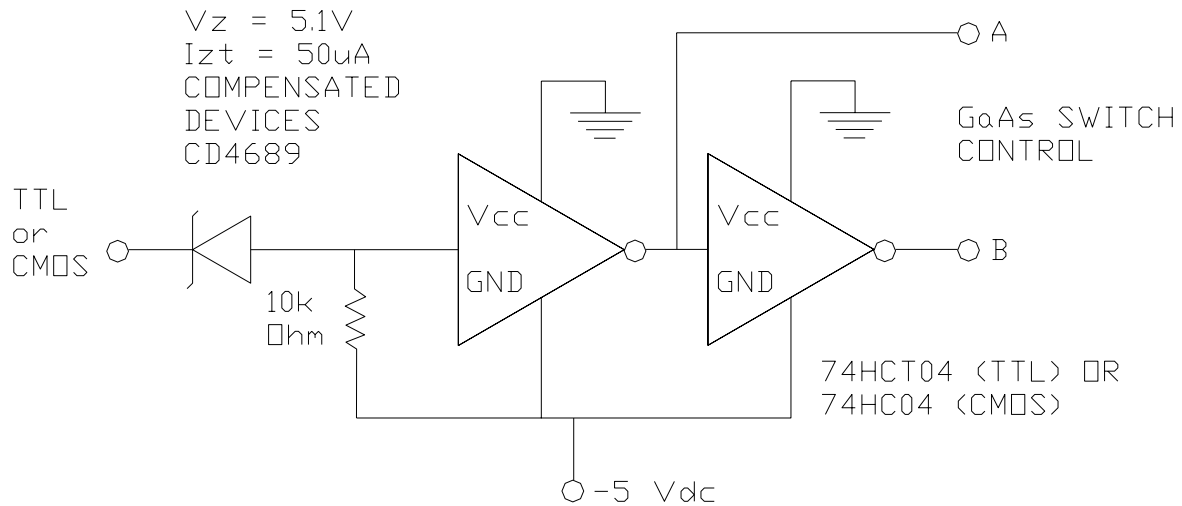 Vz = 5.1V
Izt = 50uA
COMPENSATED
DEVICES
CD4689
A
GaAs SWITCH
CONTROL
TTL
or
CMOS
Vcc
GND
Vcc
GND
B
10k
Ohm
74HCT04 (TTL) OR
74HC04 (CMOS)
-5 Vdc